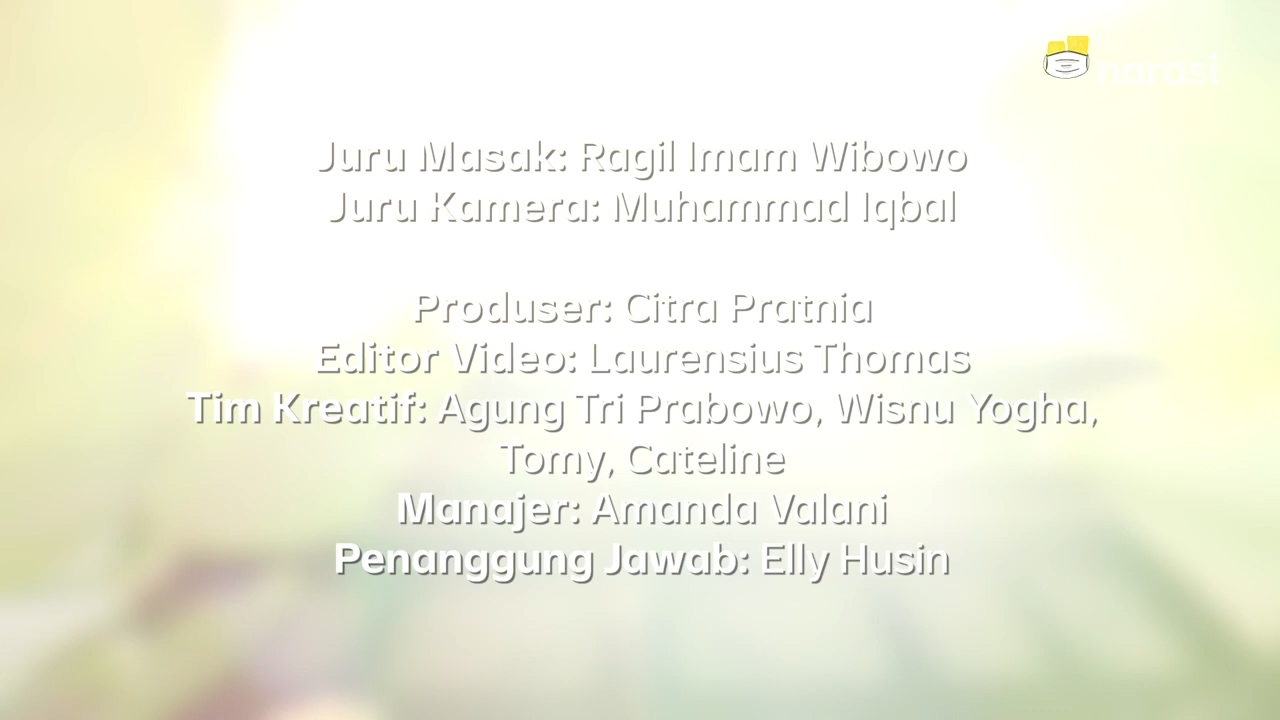 narasi
Juru Masak: Ragil Imam Wibowo
Juru Kamera: Muhammad Iqbal
Produser: Citra Pratnia
Editor Video: Laurensius Thomas
Tim Kreatif: Agung Tri Prabowo, Wisnu Yogha,
Tomy, Cateline
Manajer: Amanda Valani
Penanggung Jawab: Elly Husin